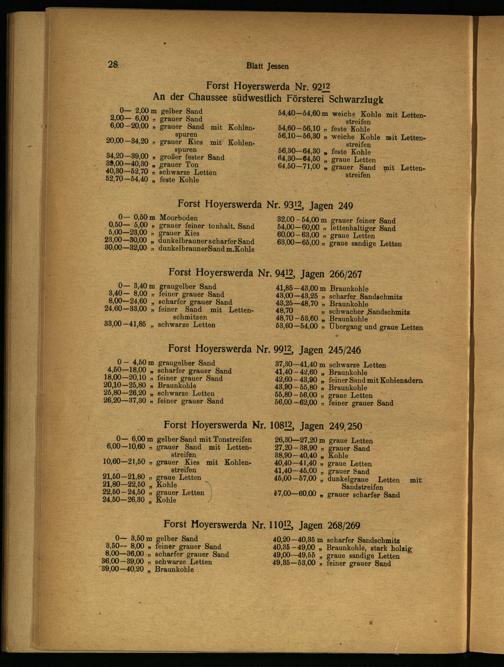 28
Blatt Jessen
Forst Hoyerswerda Nr. 9212
An der Chaussee südwestlich Försterei Schwarzlugk
0— 2,00 m gelber Sand
2,00— 6,00 „ grauer Sand
6,00—20,00 „ grauer Sand mit Kohlen-
spuren
20,00—34,20 „ grauer Kies mit Kohlen-
spuren
34,20—39,00 „ großer fester Sand
39,00—40,30 „ grauer Ton
40,30—52,70 „ schwarze Letten
52,70—54,40 „ feste Kohle
54,40—54,60 m weiche Kohle mit Letten-
streifen
54,60—56,10 „ feste Kohle
56,10—56,30 „ weiche Kohle mit Letten-
streifen
56,30—64,30 „ feste Kohle
64,30—64,50 „ graue Letten
64,50—71,00 „ grauer Sand mit Letten-
streifen
Forst Hoyerswerda Nr. 9312, Jagen 249
0— 0,50 m Moorboden
0,50— 5,00 „ grauer feiner tonhalt. Sand
5,00—23,00 „ grauer Kies
23,00—30,00 „ dunkelbrauner scharfer Sand
30,00—32,00 „ dunkelbrauner Sand m. Kohle
32,00—54,00 m grauer feiner Sand
54,00—60,00 „ lettenhaltiger Sand
60,00—63,00 „ graue Letten
63,00—65,00 „ graue sandige Letten
Forst Hoyerswerda Nr. 9412, Jagen 266/267
0— 3,40 m graugelber Sand
3,40— 8,00 „ feiner grauer Sand
8,00—24,60 „ scharfer grauer Sand
24,60—33,00 „ feiner Sand mit Letten-
schmitzen
33,00—41,85 „ schwarze Letten
41,85—43,00 m Braunkohle
43,00—43,25 „ scharfer Sandschmitz
43,25—48,70 „ Braunkohle
48,70 „ schwacher Sandschmitz
48,70—53,60 „ Braunkohle
53,60—54,00 „ Übergang und graue Letten
Forst Hoyerswerda Nr. 9912, Jagen 245/246
0— 4,50 m graugelber Sand
4,50—18,00 „ scharfer grauer Sand
18,00—20,10 „ feiner grauer Sand
20,10—25,80 „ Braunkohle
25,80—26,20 „ schwarze Letten
26,20—37,30 „ feiner grauer Sand
37,30—41,40 m schwarze Letten
41,40—42,60 „ Braunkohle
42,60—43,90 „ feiner Sand mit Kohlenadern
43,90—55,80 „ Braunkohle
55,80—56,00 „ graue Letten
56,00—62,00 „ feiner grauer Sand
Forst Hoyerswerda Nr. 10812, Jagen 249/250
0— 6,00 m gelber Sand mit Tonstreifen
6,00—10,60 „ grauer Sand mit Letten-
streifen
10,60—21,50 „ grauer Kies mit Kohlen-
streifen
21,50—21,80 „ graue Letten
21,80—22,50 „ Kohle
22,50—24,50 „ grauer Letten
24,50—26,30 „ Kohle
26,30—27,20 m graue Letten
27,20—38,90 „ grauer Sand
38,90—40,40 „ Kohle
40,40—41,40 „ graue Letten
41,40—45,00 „ grauer Sand
45,00—57,00 „ dunkelgraue Letten mit
Sandstreifen
57,00—60,00 „ grauer scharfer Sand
Forst Hoyerswerda Nr. 11012, Jagen 268/269
0— 3,50 m gelber Sand
3,50— 8,00 „ feiner grauer Sand
8,00—36,00 „ scharfer grauer Sand
36,00—39,00 „ schwarze Letten
39,00—40,20 „ Braunkohle
40,20—40,35 m scharfer Sandschmitz
40,35—49,00 „ Braunkohle, stark holzig
49,00—49,35 „ graue sandige Letten
49,35—53,00 „ feiner grauer Sand